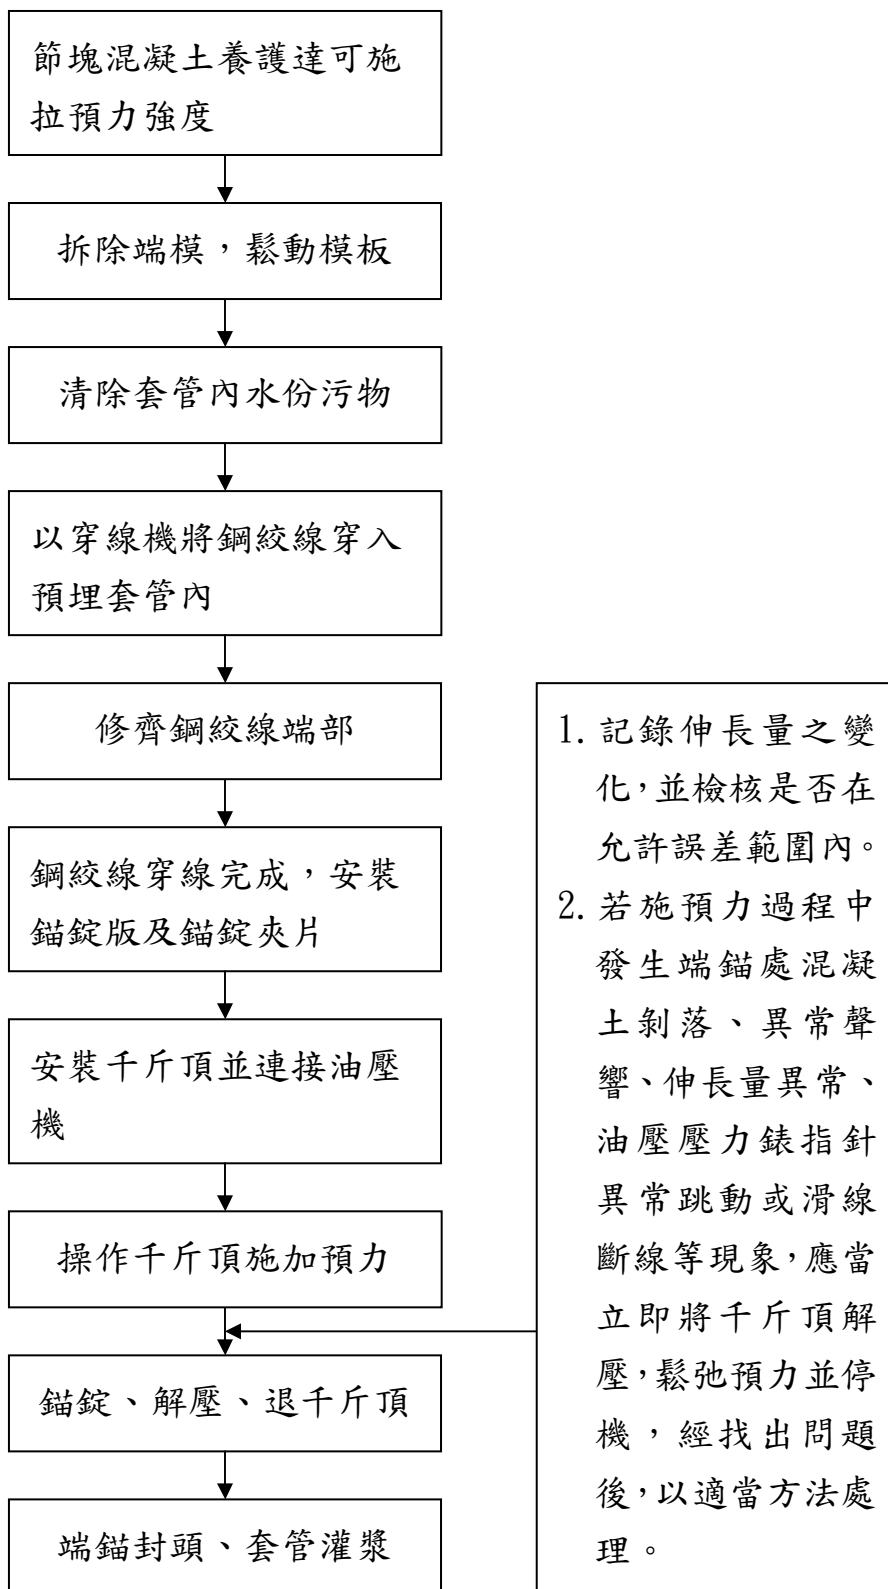 節塊混凝土養護達可施
拉預力強度
拆除端模，鬆動模板
清除套管內水份污物
以穿線機將鋼絞線穿入
預埋套管內
修齊鋼絞線端部
鋼絞線穿線完成，安裝
錨錠版及錨錠夾片
安裝千斤頂並連接油壓
機
操作千斤頂施加預力
錨錠、解壓、退千斤頂
端錨封頭、套管灌漿
1. 記錄伸長量之變
化，並檢核是否在
允許誤差範圍內。
2. 若施預力過程中
發生端錨處混凝
土剝落、異常聲
響、伸長量異常、
油壓壓力錶指針
異常跳動或滑線
斷線等現象，應當
立即將千斤頂解
壓，鬆弛預力並停
機，經找出問題
後，以適當方法處
理。